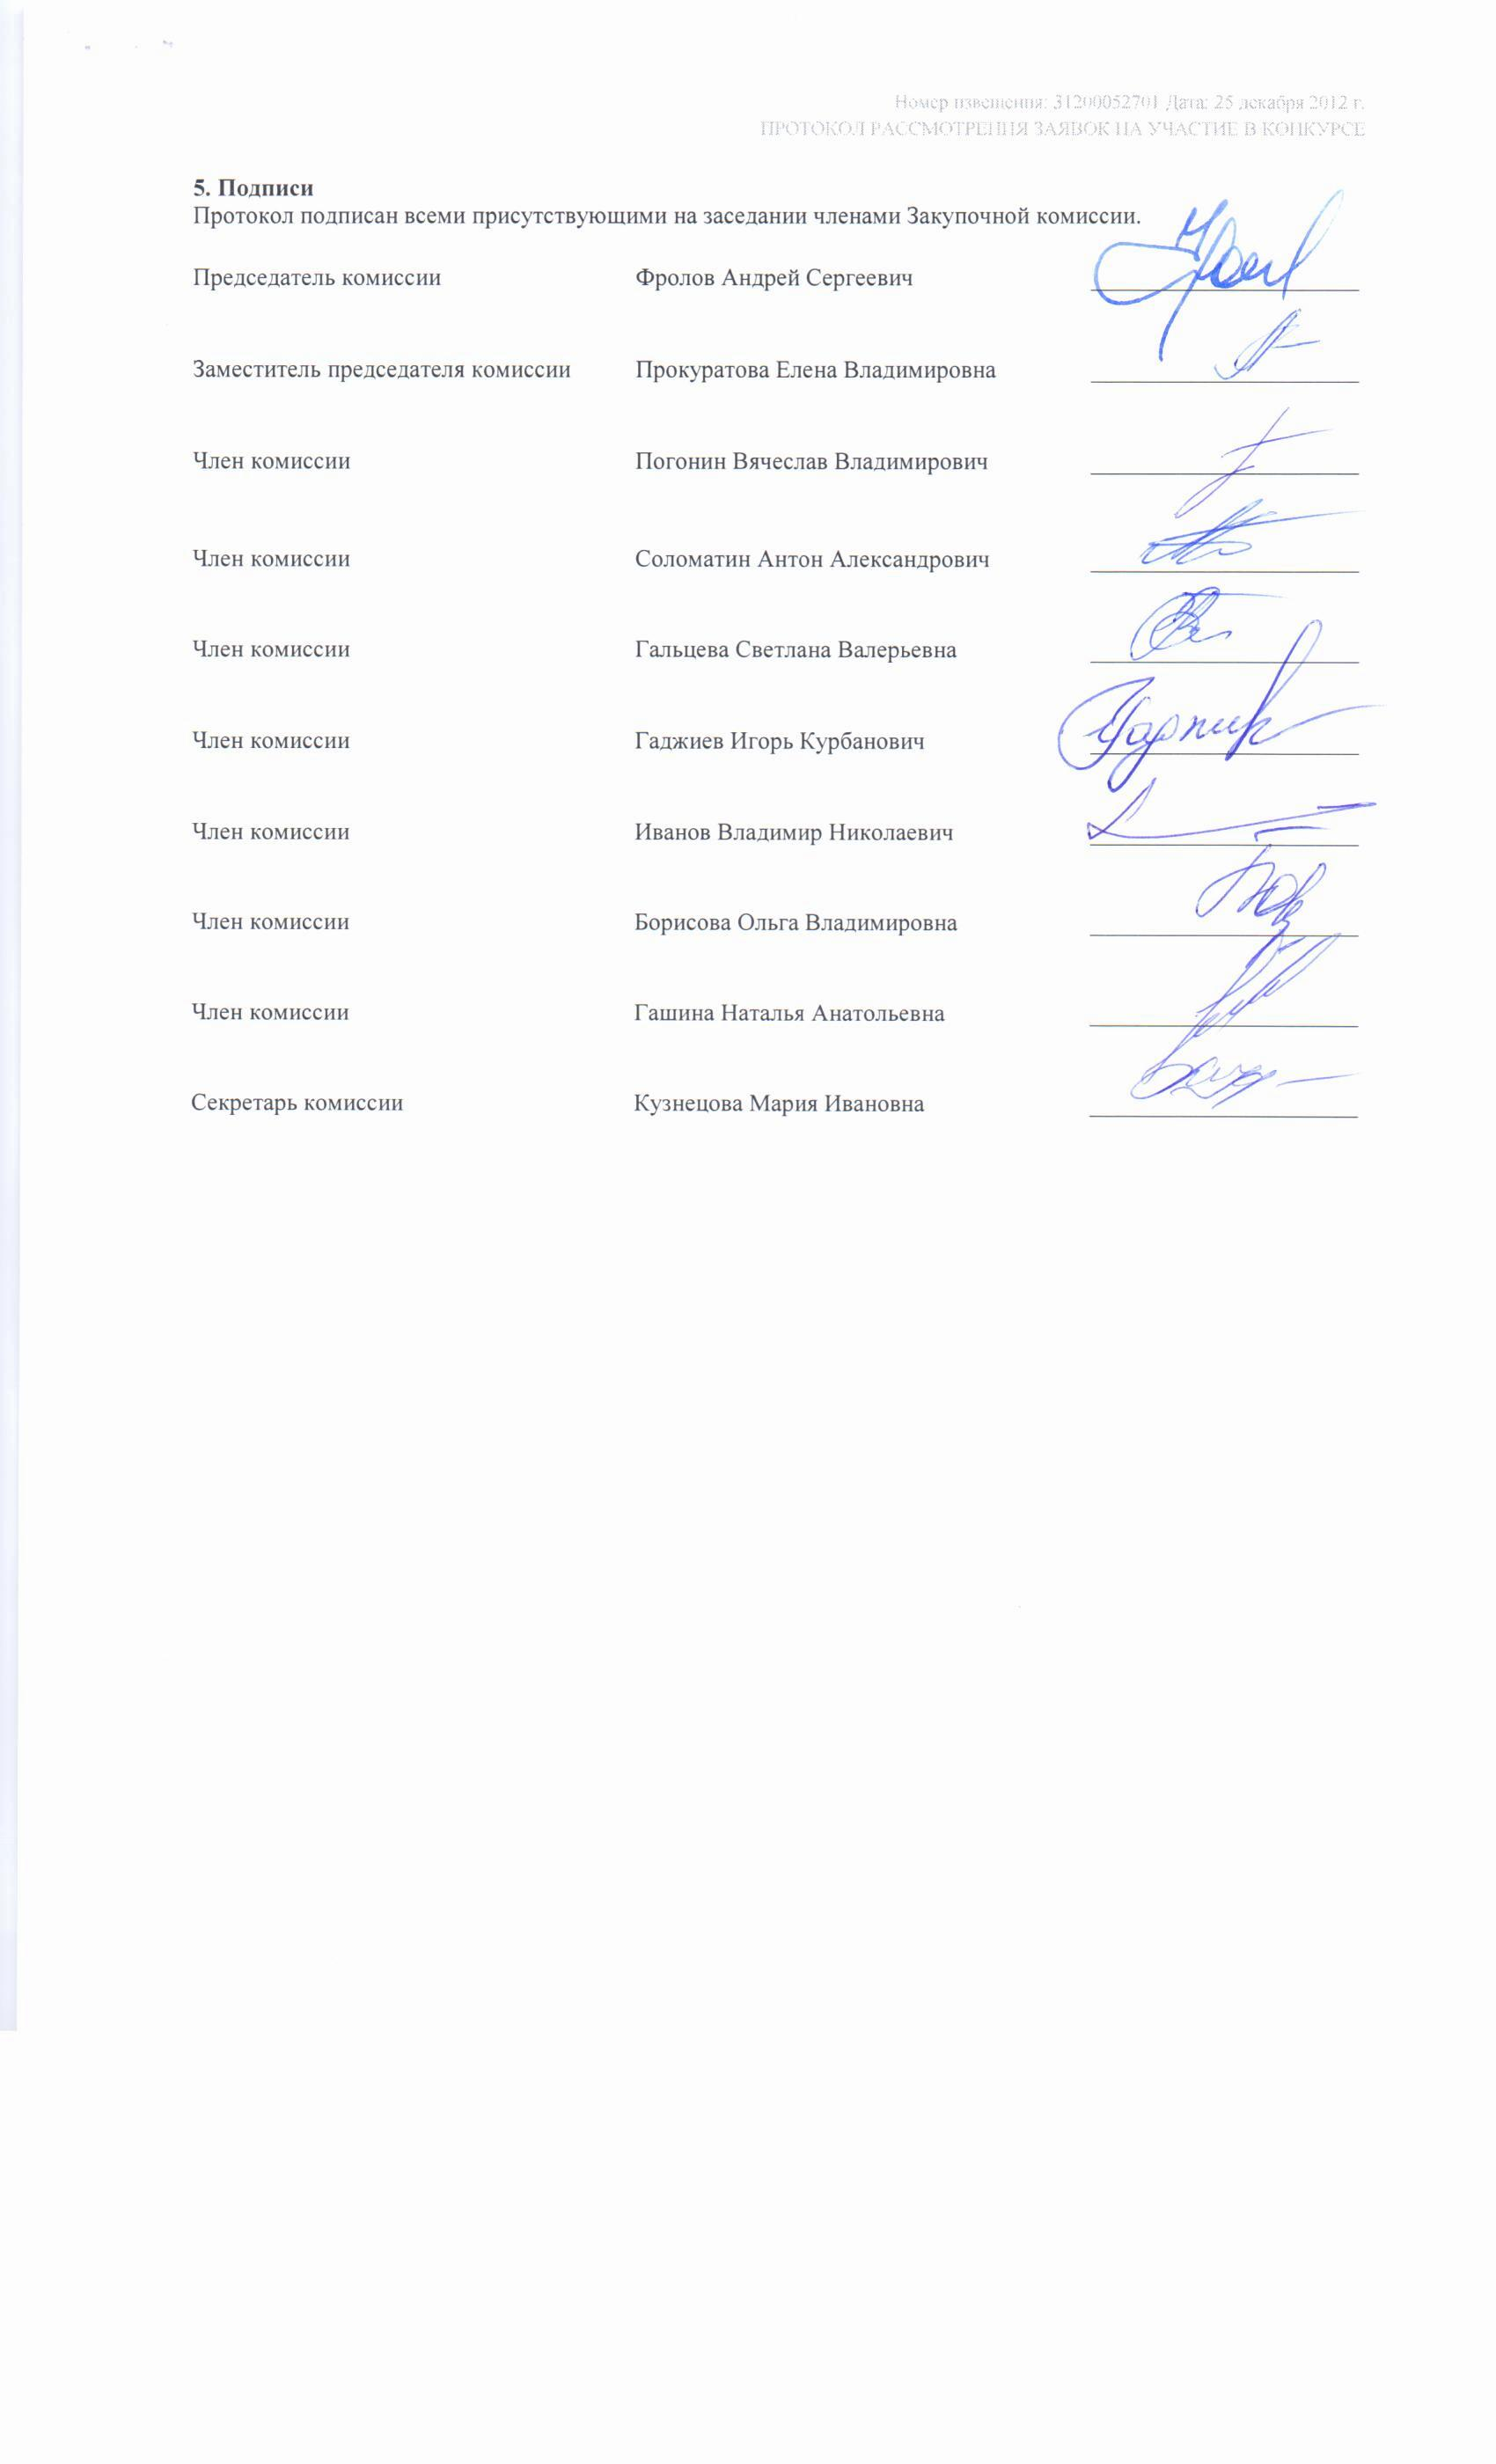 Номер извещения: 31200052701 Дата: 25 декабря 2012 г.
ПРОТОКОЛ РАССМОТРЕНИЯ ЗАЯВОК НА УЧАСТИЕ В КОНКУРСЕ
5. Подписи
Протокол подписан всеми присутствующими на заседании членами Закупочной комиссии.
Председатель комиссии Фролов Андрей Сергеевич
Заместитель председателя комиссии Прокуратова Елена Владимировна
Член комиссии Погонин Вячеслав Владимирович
Член комиссии Соломатин Антон Александрович
Член комиссии Гальцева Светлана Валерьевна
Член комиссии Гаджиев Игорь Курбанович
Член комиссии Иванов Владимир Николаевич
Член комиссии Борисова Ольга Владимировна
Член комиссии Гашина Наталья Анатольевна
Секретарь комиссии Кузнецова Мария Ивановна